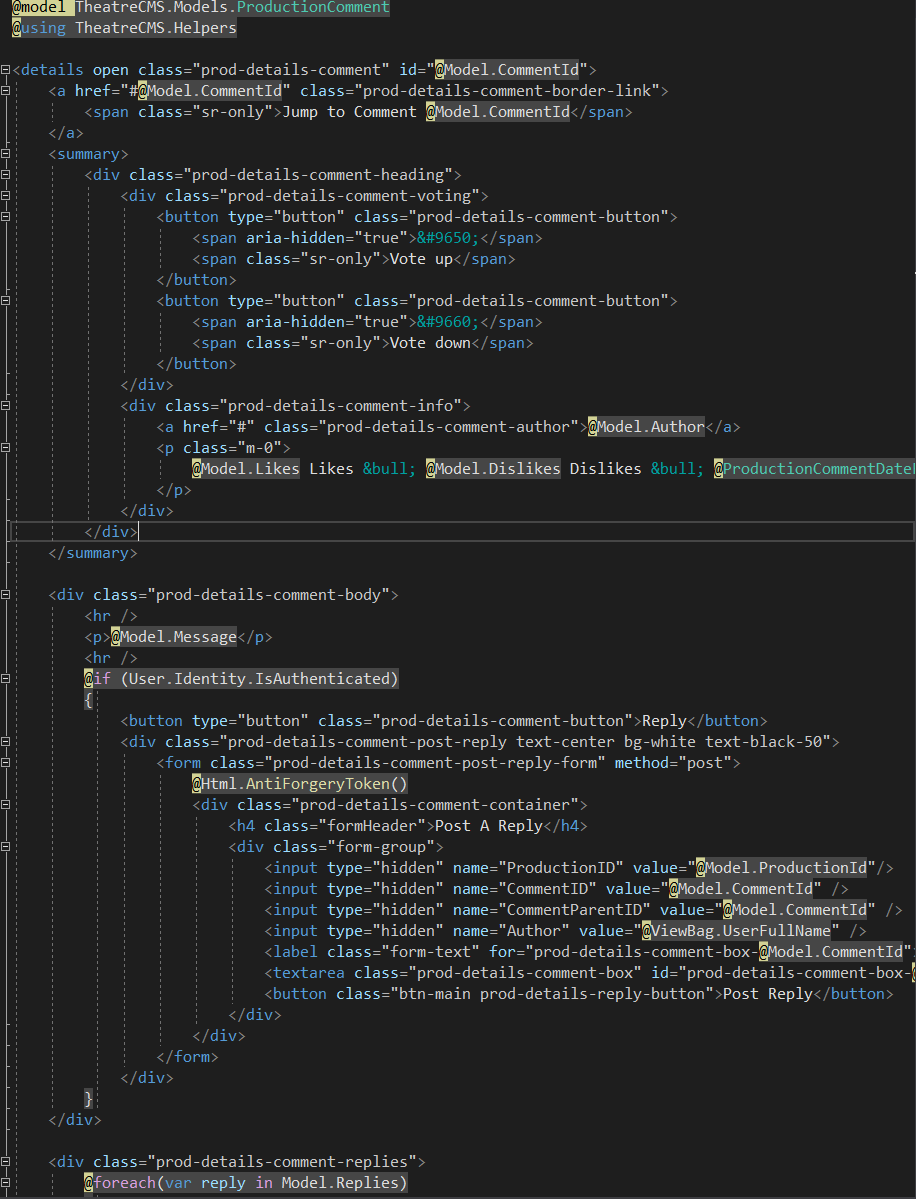 @model TheatreCMS.Models.ProductionComment
@using TheatreCMS.Helpers

<details open class="prod-details-comment" id="@Model.CommentId">
    <a href="#@Model.CommentId" class="prod-details-comment-border-link">
        <span class="sr-only">Jump to Comment @Model.CommentId</span>
    </a>
    <summary>
        <div class="prod-details-comment-heading">
            <div class="prod-details-comment-voting">
                <button type="button" class="prod-details-comment-button">
                    <span aria-hidden="true">&#9650;</span>
                    <span class="sr-only">Vote up</span>
                </button>
                <button type="button" class="prod-details-comment-button">
                    <span aria-hidden="true">&#9660;</span>
                    <span class="sr-only">Vote down</span>
                </button>
            </div>
            <div class="prod-details-comment-info">
                <a href="#" class="prod-details-comment-author">@Model.Author</a>
                <p class="m-0">
                    @Model.Likes Likes &bull; @Model.Dislikes Dislikes &bull; @ProductionCommentDate
                </p>
            </div>
        </div>
    </summary>

    <div class="prod-details-comment-body">
        <hr />
        <p>@Model.Message</p>
        <hr />
        @if (User.Identity.IsAuthenticated)
        {
            <button type="button" class="prod-details-comment-button">Reply</button>
            <div class="prod-details-comment-post-reply text-center bg-white text-black-50">
                <form class="prod-details-comment-post-reply-form" method="post">
                    @Html.AntiForgeryToken()
                    <div class="prod-details-comment-container">
                        <h4 class="formHeader">Post A Reply</h4>
                        <div class="form-group">
                            <input type="hidden" name="ProductionID" value="@Model.ProductionId"/>
                            <input type="hidden" name="CommentID" value="@Model.CommentId" />
                            <input type="hidden" name="CommentParentID" value="@Model.CommentId" />
                            <input type="hidden" name="Author" value="@ViewBag.UserFullName" />
                            <label class="form-text" for="prod-details-comment-box-@Model.CommentId"
                            <textarea class="prod-details-comment-box" id="prod-details-comment-box-
                            <button class="btn-main prod-details-reply-button">Post Reply</button>
                        </div>
                    </div>
                </form>
            </div>
        }
    </div>

    <div class="prod-details-comment-replies">
        @foreach(var reply in Model.Replies)